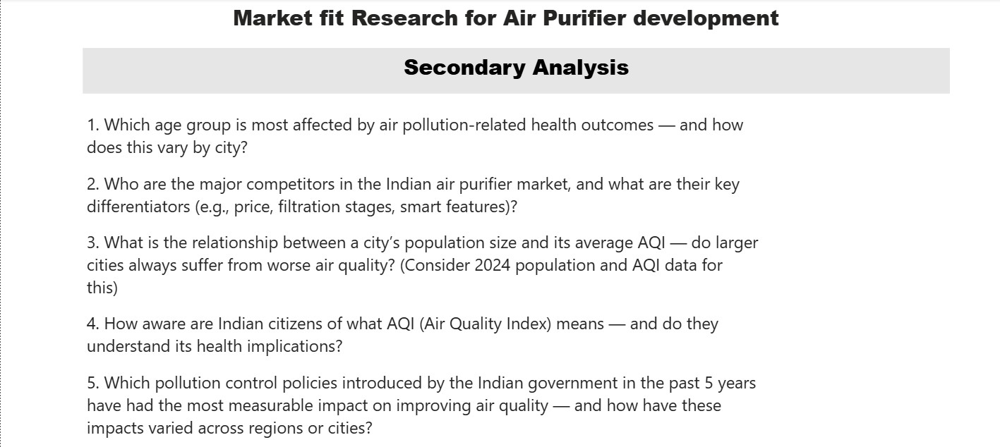 Market fit Research for Air Purifier development
Secondary Analysis
1. Which age group is most affected by air pollution-related health outcomes — and how
does this vary by city?
2. Who are the major competitors in the Indian air purifier market, and what are their key
differentiators (e.g., price, filtration stages, smart features)?
3. What is the relationship between a city’s population size and its average AQI — do larger
cities always suffer from worse air quality? (Consider 2024 population and AQI data for
this)
4. How aware are Indian citizens of what AQI (Air Quality Index) means — and do they
understand its health implications?
5. Which pollution control policies introduced by the Indian government in the past 5 years
have had the most measurable impact on improving air quality — and how have these
impacts varied across regions or cities?